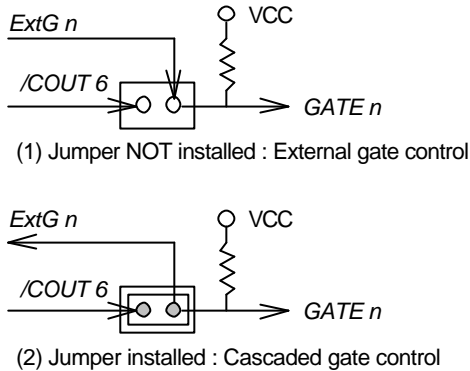 ExtG n
VCC
/COUT 6
GATE n
(1) Jumper NOT installed : External gate control
ExtG n
VCC
/COUT 6
GATE n
(2) Jumper installed : Cascaded gate control